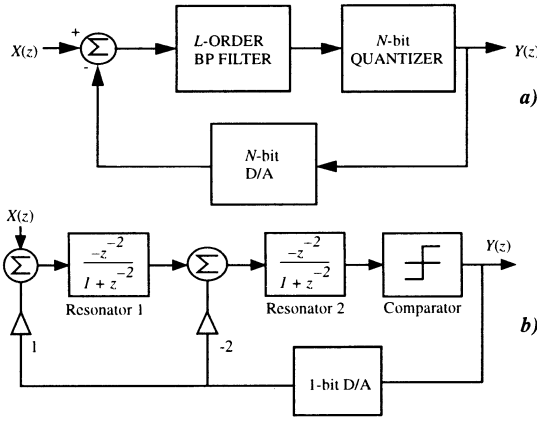 X(z)
+
Σ
-
L-ORDER
BP FILTER
N-bit
QUANTIZER
Y(z)
a)
N-bit
D/A
X(z)
Σ
-z^-2
1 + z^-2
Resonator 1
Σ
-z^-2
1 + z^-2
Resonator 2
Comparator
Y(z)
b)
1
-2
1-bit D/A